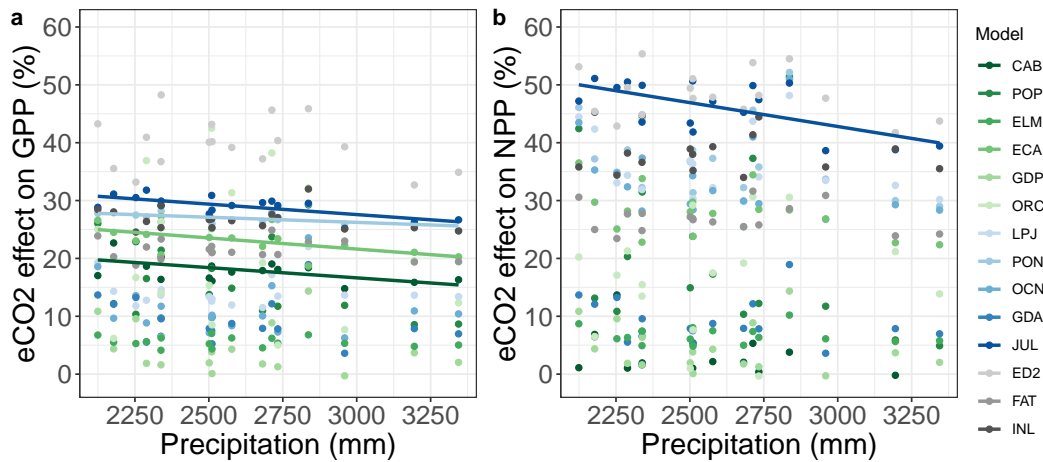 a
b
60
50
40
30
20
10
0
eCO2 effect on GPP (%)
2250 2500 2750 3000 3250
Precipitation (mm)
60
50
40
30
20
10
0
eCO2 effect on NPP (%)
2250 2500 2750 3000 3250
Precipitation (mm)
Model
CAB
POP
ELM
ECA
GDP
ORC
LPJ
PON
OCN
GDA
JUL
ED2
FAT
INL